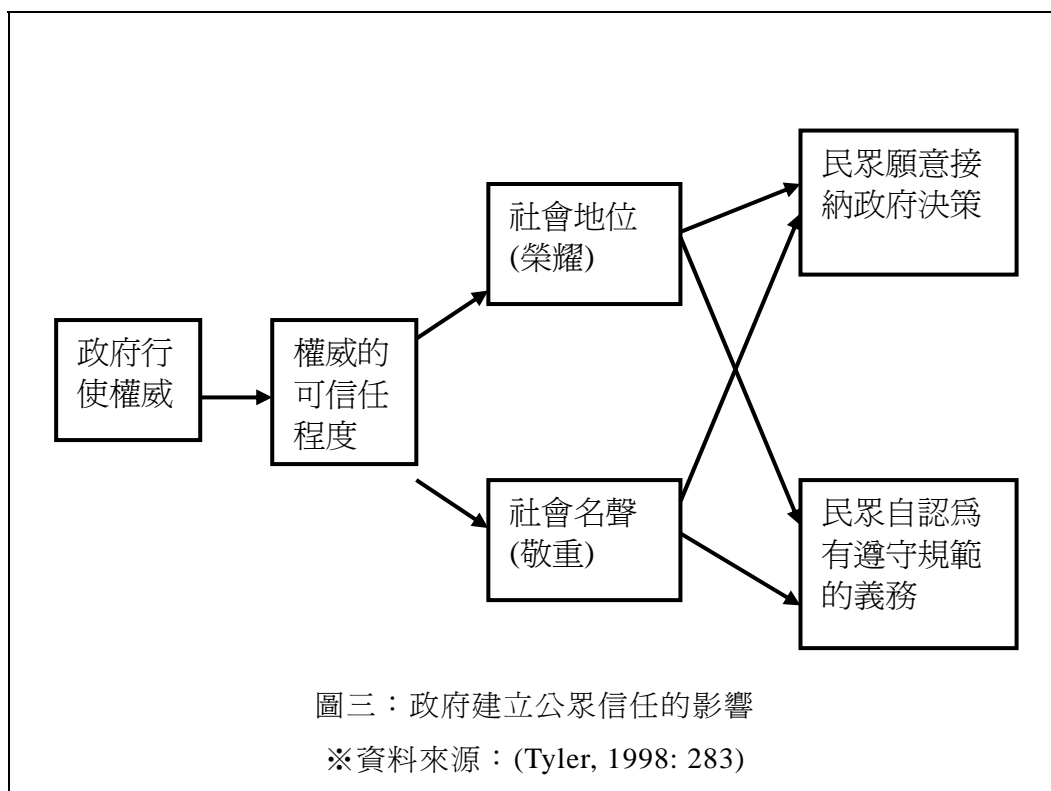 政府行
使權威
權威的
可信任
程度
社會地位
(榮耀)
社會名聲
(敬重)
民眾願意接
納政府決策
民眾自認為
有遵守規範
的義務
圖三：政府建立公眾信任的影響
※資料來源：(Tyler, 1998: 283)